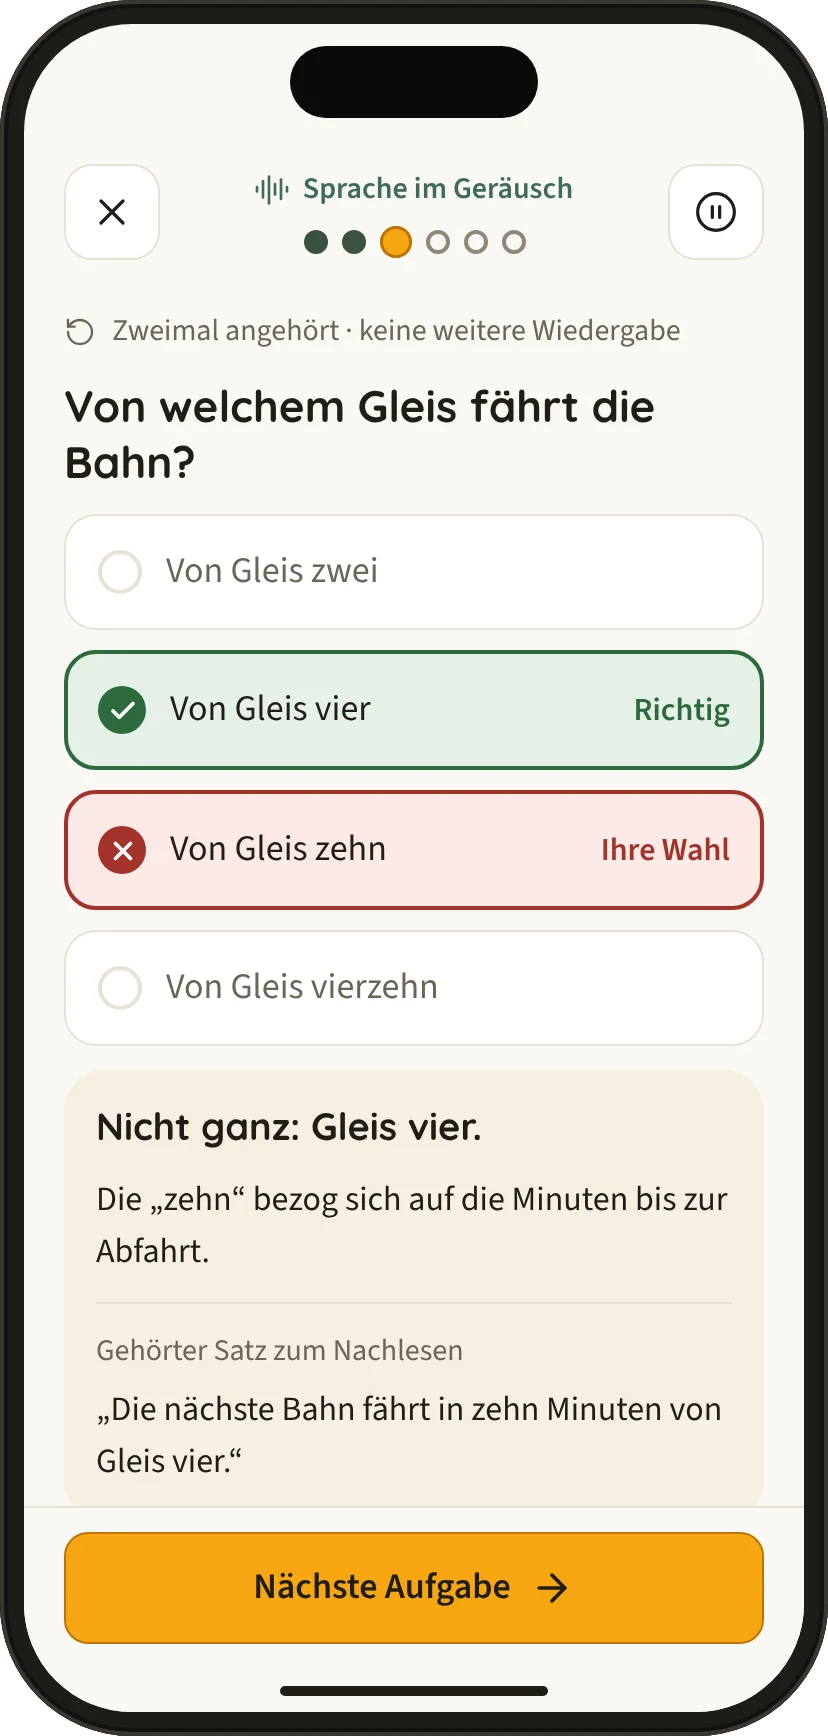 Sprache im Geräusch
Zweimal angehört · keine weitere Wiedergabe
Von welchem Gleis fährt die
Bahn?
Von Gleis zwei
Von Gleis vier
Richtig
Von Gleis zehn
Ihre Wahl
Von Gleis vierzehn
Nicht ganz: Gleis vier.
Die „zehn“ bezog sich auf die Minuten bis zur
Abfahrt.
Gehörter Satz zum Nachlesen
„Die nächste Bahn fährt in zehn Minuten von
Gleis vier.“
Nächste Aufgabe